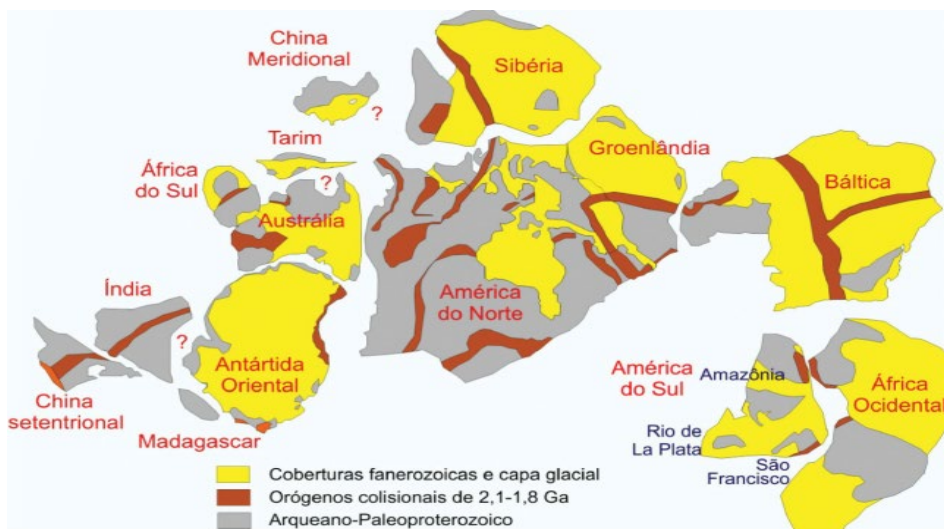 China
Meridional
?
Sibéria
Tarim
?
Groenlândia
África
do Sul
Austrália
Báltica
Índia
?
América
do Norte
Antártida
Oriental
China
setentrional
Madagascar
América
do Sul
Amazônia
África
Ocidental
Rio de
La Plata
São
Francisco
Coberturas fanerozoicas e capa glacial
Orógenos colisionais de 2,1-1,8 Ga
Arqueano-Paleoproterozoico